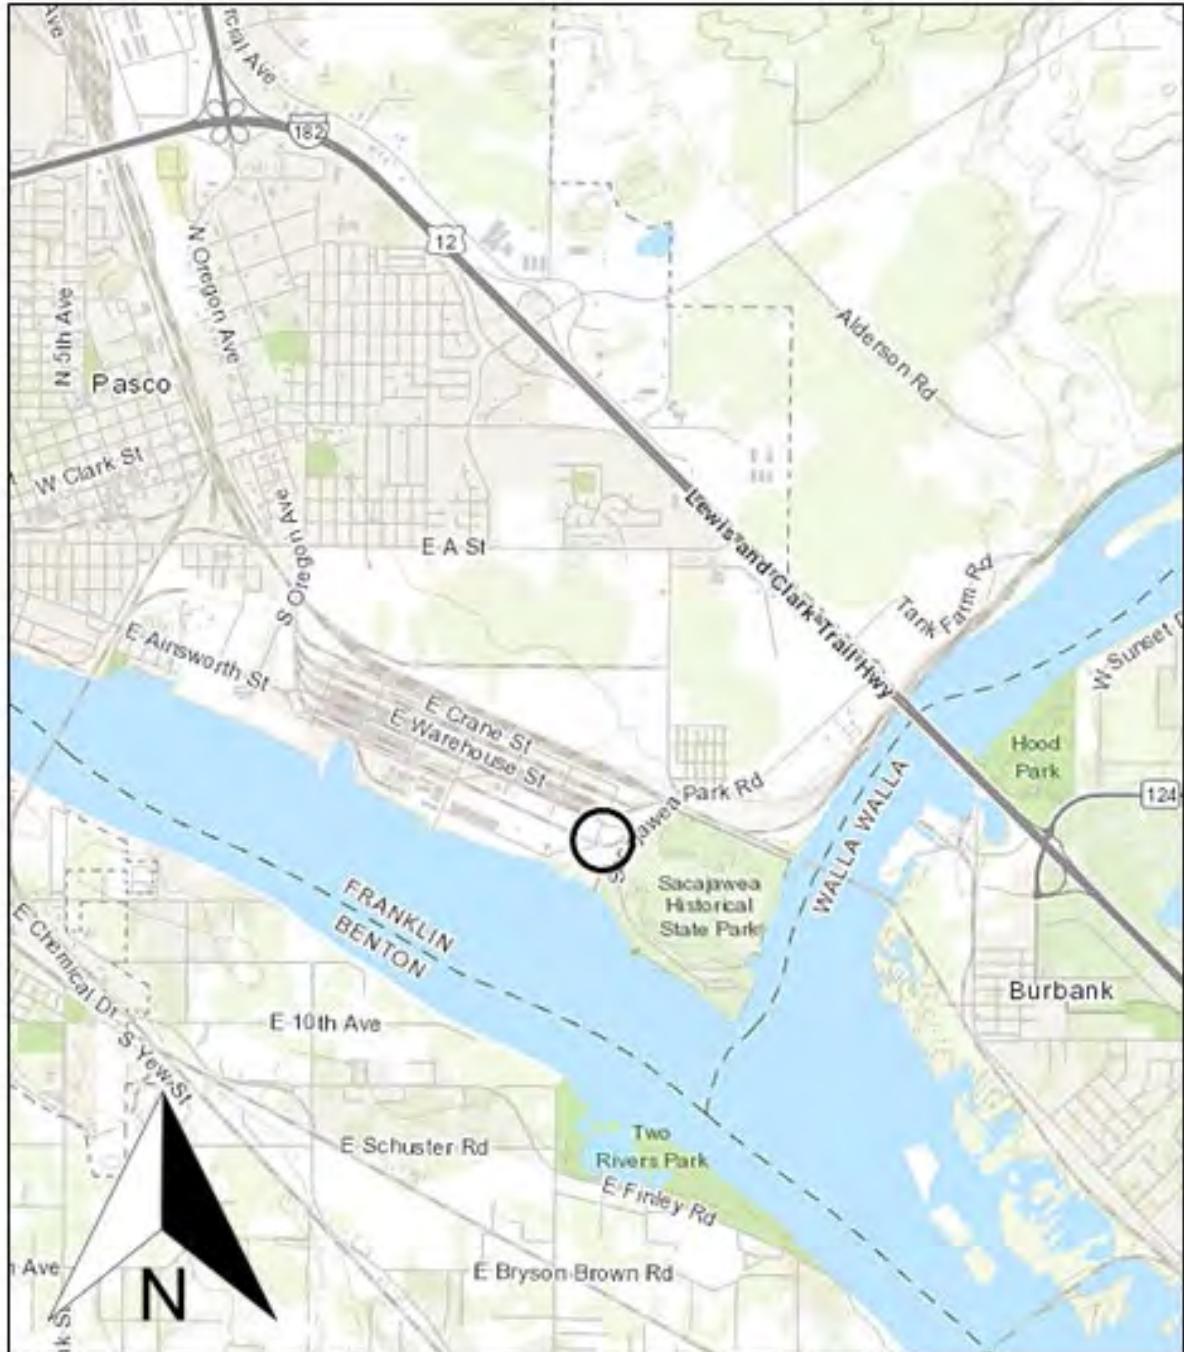 Ave
rcial Ave
182
12
N Oregon Ave
N 5th Ave
Alderson Rd
Pasco
W Clark St
S Oregon Ave
E A St
Lewis and Clark Trail Hwy
Tank Farm Rd
W Sunset D
E Ainsworth St
E Crane St
E Warehouse St
Hood
Park
Park Rd
124
WALLA WALLA
Sacajawea
Historical
State Park
FRANKLIN
BENTON
E Chemical Dr
Burbank
E 10th Ave
S Yew St
E Schuster Rd
Two
Rivers Park
E Finley Rd
Ave
E Bryson-Brown Rd
N
k S